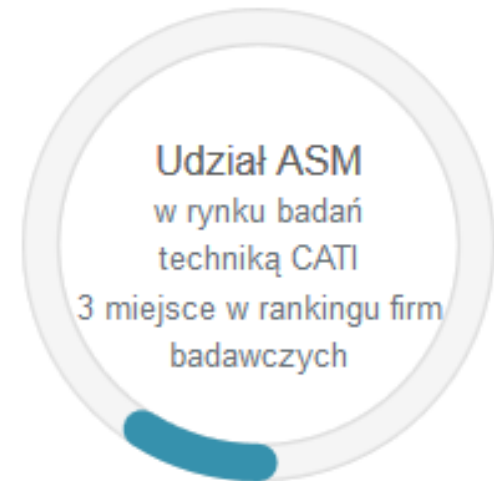 Udział ASM
w rynku badań
techniką CATI
3 miejsce w rankingu firm
badawczych